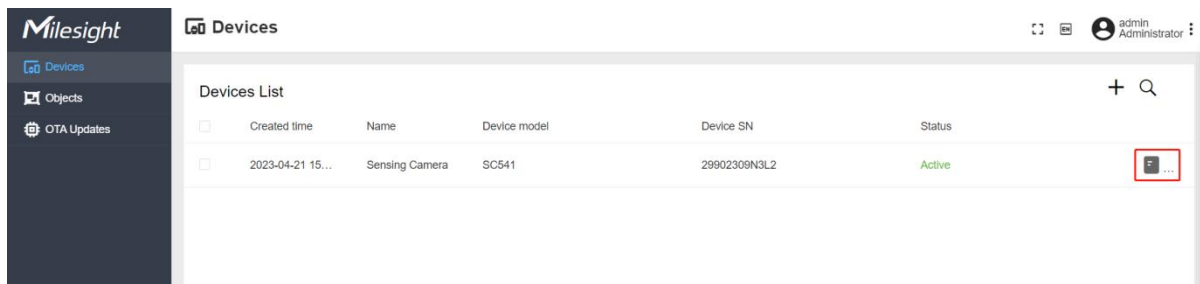 Milesight
Devices
EN
admin
Administrator
Devices
Objects
OTA Updates
Devices List
Created time Name Device model Device SN Status
2023-04-21 15... Sensing Camera SC541 29902309N3L2 Active ...